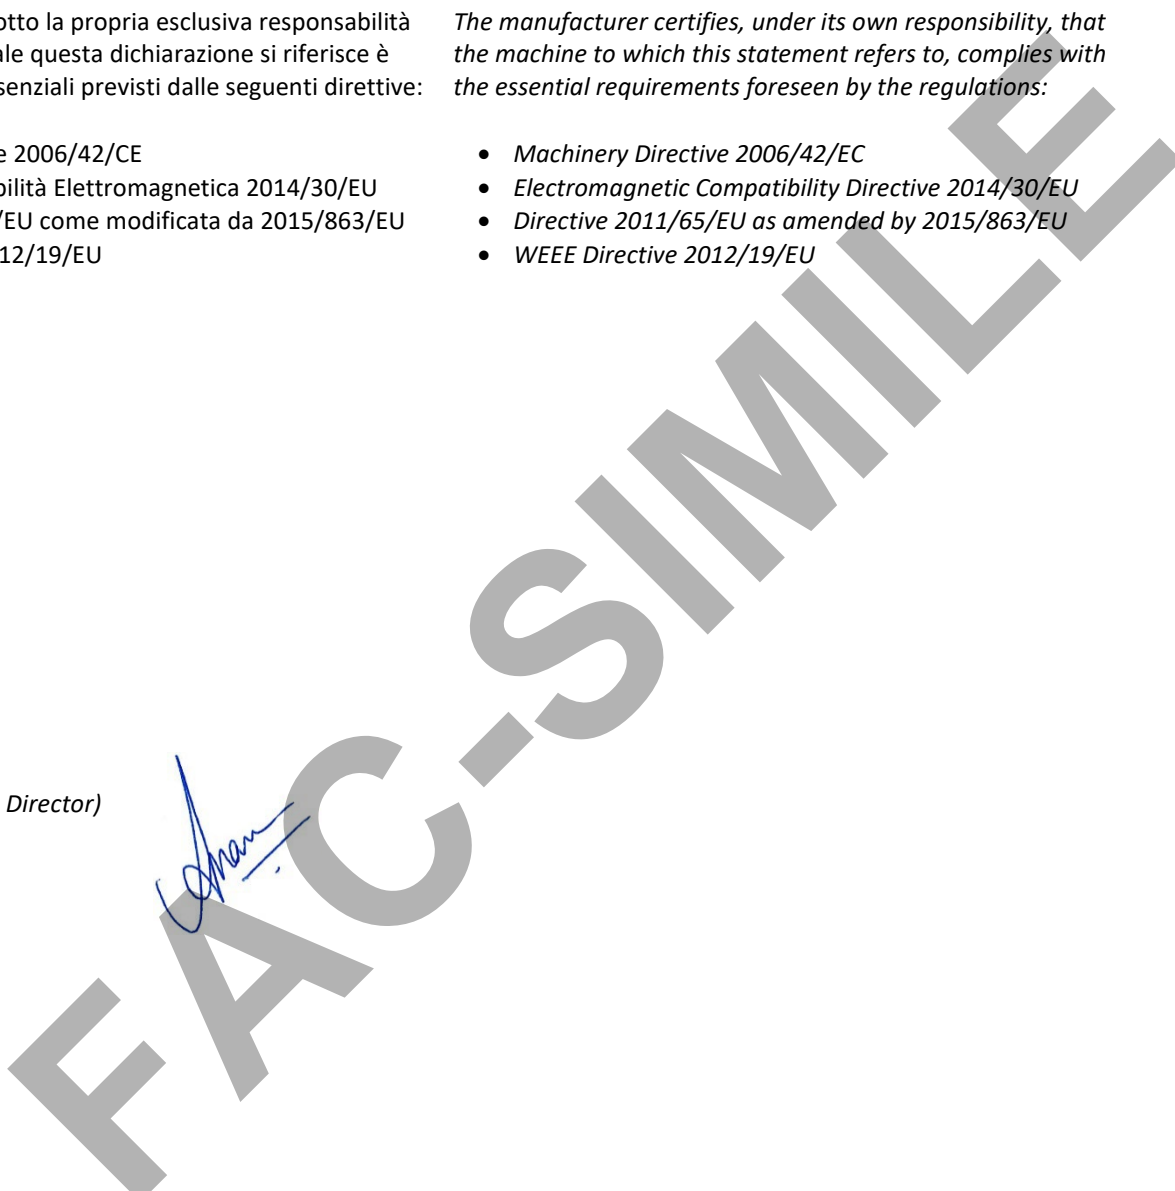 otto la propria esclusiva responsabilità
ale questa dichiarazione si riferisce è
senziali previsti dalle seguenti direttive:
e 2006/42/CE
bilità Elettromagnetica 2014/30/EU
/EU come modificata da 2015/863/EU
12/19/EU
The manufacturer certifies, under its own responsibility, that
the machine to which this statement refers to, complies with
the essential requirements foreseen by the regulations:
• Machinery Directive 2006/42/EC
• Electromagnetic Compatibility Directive 2014/30/EU
• Directive 2011/65/EU as amended by 2015/863/EU
• WEEE Directive 2012/19/EU
Director)
FAC-SIMILE